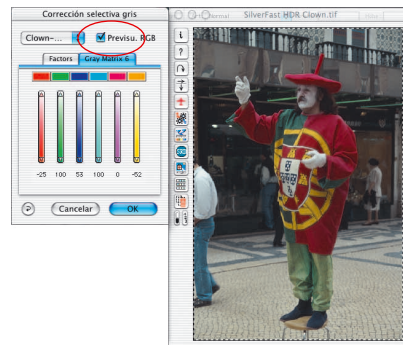 Corrección selectiva gris
Clown-...
Previsu. RGB
Factors
Gray Matrix 6
-25 100 53 100 0 -52
Cancelar
OK
Normal
SilverFast HDR Clown.tif